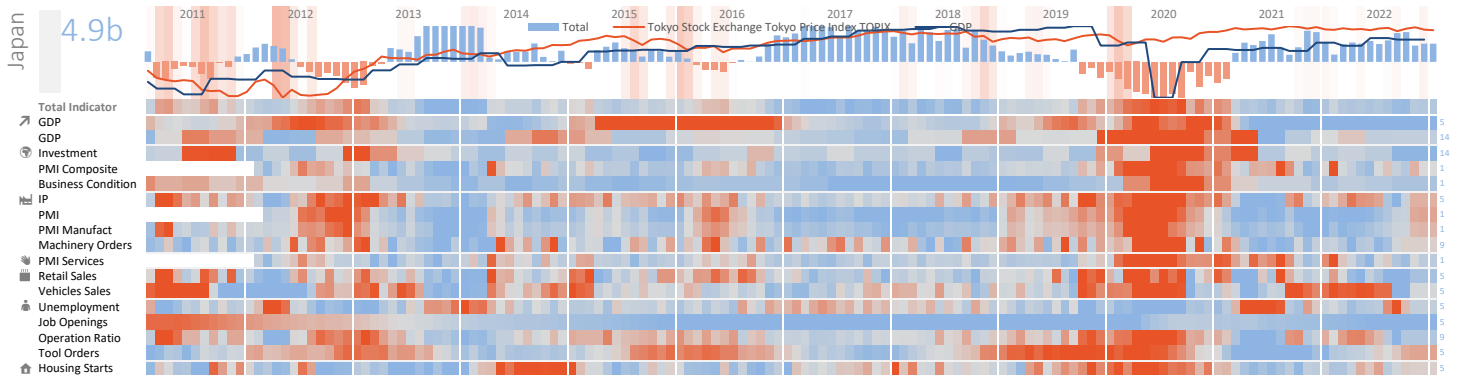 Japan
4.9b
2011 2012 2013 2014 2015 2016 2017 2018 2019 2020 2021 2022
Total Tokyo Stock Exchange Tokyo Price Index TOPIX GDP
Total Indicator
GDP 5
GDP 14
Investment 14
PMI Composite 1
Business Condition 1
IP 5
PMI 1
PMI Manufact 1
Machinery Orders 9
PMI Services 1
Retail Sales 5
Vehicles Sales 5
Unemployment 5
Job Openings 5
Operation Ratio 9
Tool Orders 5
Housing Starts 5